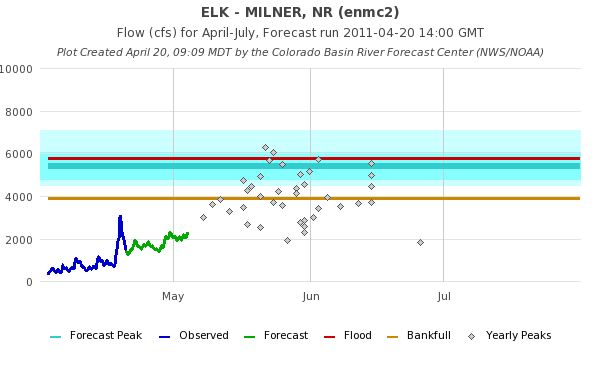 ELK - MILNER, NR (enmc2)
Flow (cfs) for April-July, Forecast run 2011-04-20 14:00 GMT
Plot Created April 20, 09:09 MDT by the Colorado Basin River Forecast Center (NWS/NOAA)
10000
8000
6000
4000
2000
0
May Jun Jul
Forecast Peak Observed Forecast Flood Bankfull Yearly Peaks